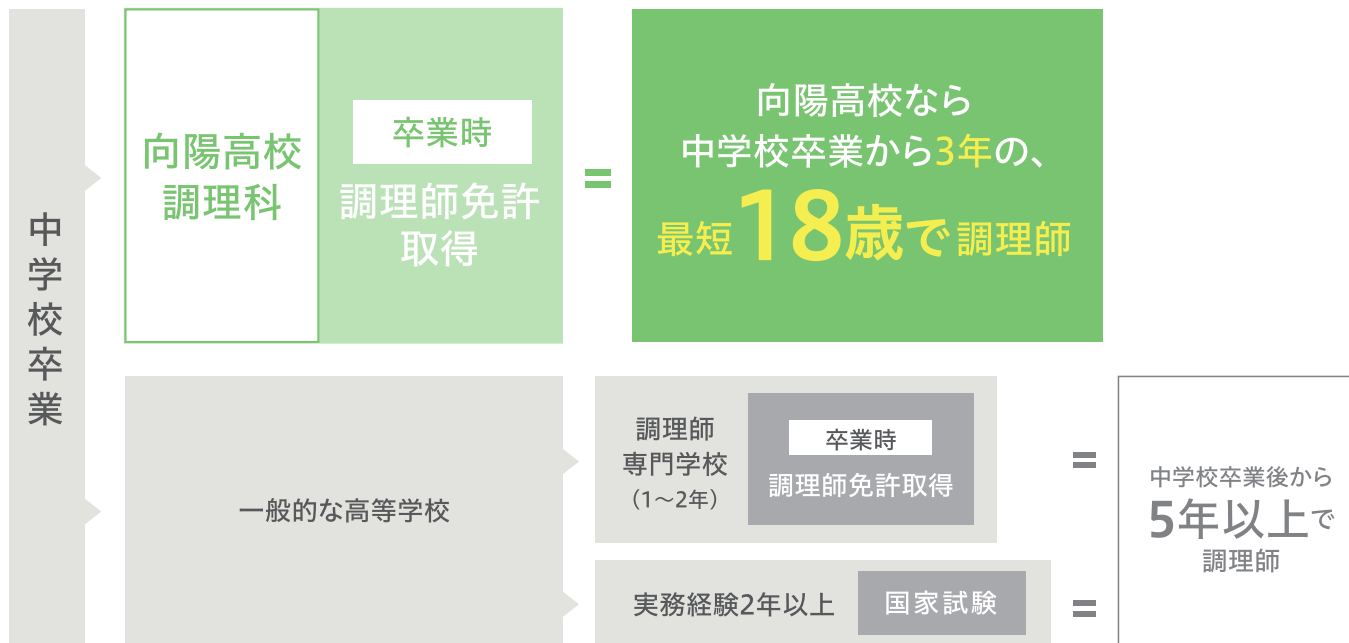 中学校卒業
向陽高校
調理科
卒業時
調理師免許
取得
=
向陽高校なら
中学校卒業から3年の、
最短18歳で調理師
一般的な高等学校
調理師
専門学校
（1〜2年）
卒業時
調理師免許取得
=
実務経験2年以上
国家試験
=
中学校卒業後から
5年以上で
調理師